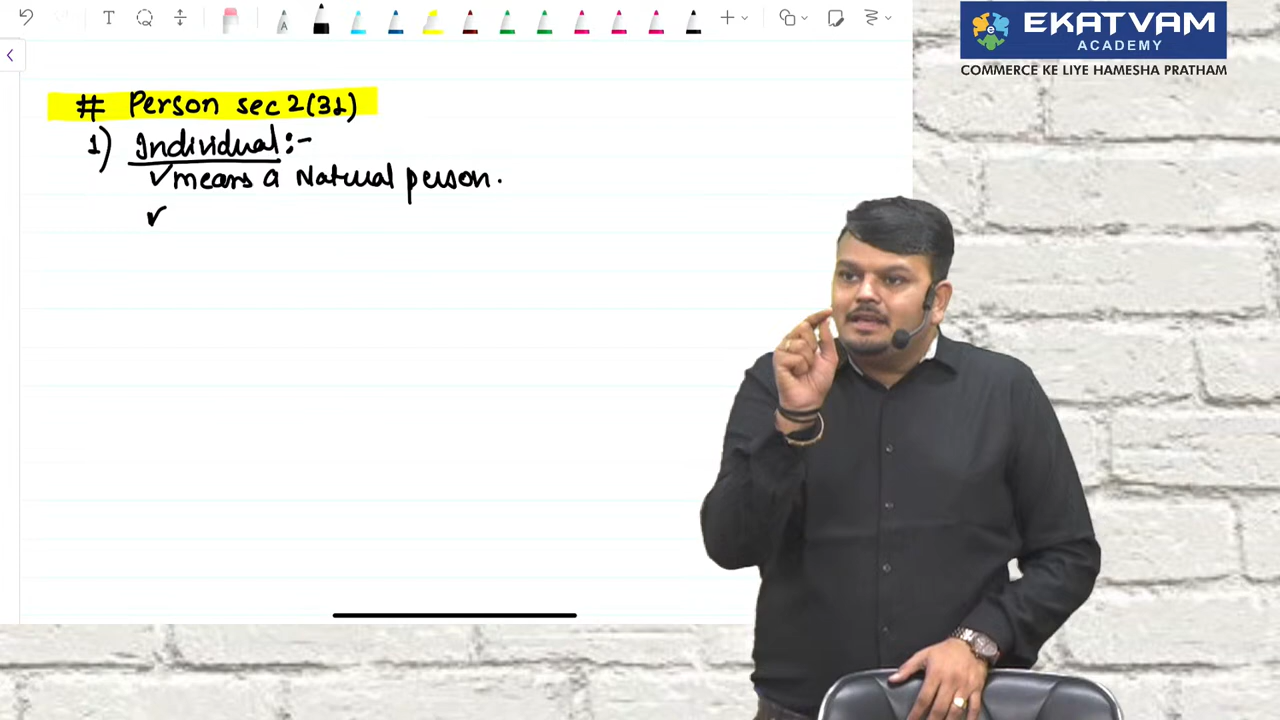 EKATVAM
ACADEMY
COMMERCE KE LIYE HAMESHA PRATHAM
# Person sec 2(31)
1) Individual :-
✓ means a Natural person.
✓